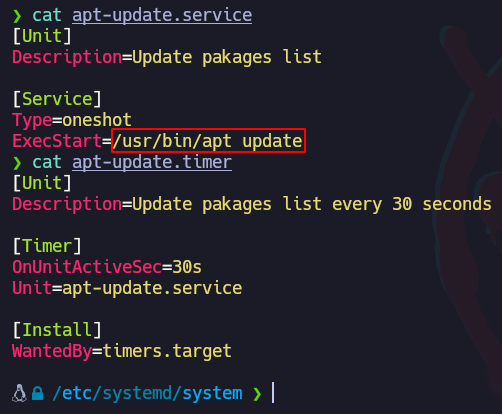 ❯ cat apt-update.service
[Unit]
Description=Update pakages list

[Service]
Type=oneshot
ExecStart=/usr/bin/apt update
❯ cat apt-update.timer
[Unit]
Description=Update pakages list every 30 seconds

[Timer]
OnUnitActiveSec=30s
Unit=apt-update.service

[Install]
WantedBy=timers.target

/etc/systemd/system ❯